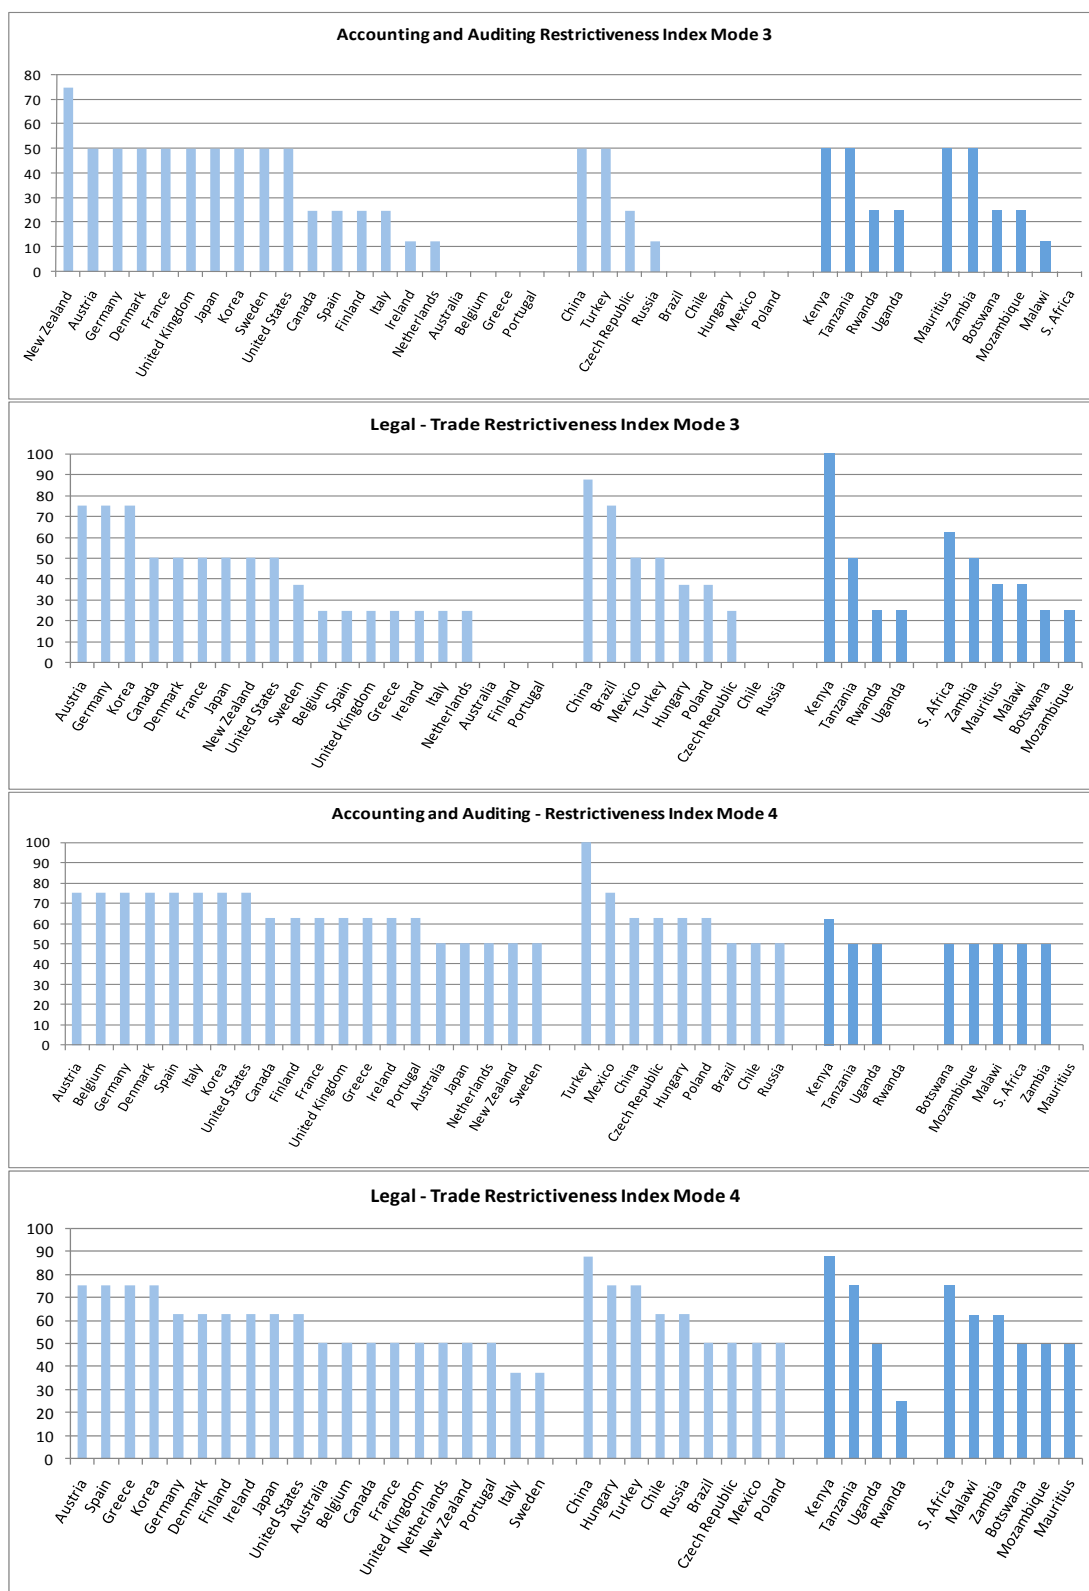 Accounting and Auditing Restrictiveness Index Mode 3
80
70
60
50
40
30
20
10
0
New Zealand
Austria
Germany
Denmark
France
United Kingdom
Japan
Korea
Sweden
United States
Canada
Spain
Finland
Italy
Ireland
Netherlands
Australia
Belgium
Greece
Portugal
China
Turkey
Czech Republic
Russia
Brazil
Chile
Hungary
Mexico
Poland
Kenya
Tanzania
Rwanda
Uganda
Mauritius
Zambia
Botswana
Mozambique
Malawi
S. Africa
Legal - Trade Restrictiveness Index Mode 3
100
90
80
70
60
50
40
30
20
10
0
Austria
Germany
Korea
Canada
Denmark
France
Japan
New Zealand
United States
Sweden
Belgium
Spain
United Kingdom
Greece
Ireland
Italy
Netherlands
Australia
Finland
Portugal
China
Brazil
Mexico
Turkey
Hungary
Poland
Czech Republic
Chile
Russia
Kenya
Tanzania
Rwanda
Uganda
S. Africa
Zambia
Mauritius
Malawi
Botswana
Mozambique
Accounting and Auditing - Restrictiveness Index Mode 4
100
90
80
70
60
50
40
30
20
10
0
Austria
Belgium
Germany
Denmark
Spain
Italy
Korea
United States
Canada
Finland
France
United Kingdom
Greece
Ireland
Portugal
Australia
Japan
Netherlands
New Zealand
Sweden
Turkey
Mexico
China
Czech Republic
Hungary
Poland
Brazil
Chile
Russia
Kenya
Tanzania
Uganda
Rwanda
Botswana
Mozambique
Malawi
S. Africa
Zambia
Mauritius
Legal - Trade Restrictiveness Index Mode 4
100
90
80
70
60
50
40
30
20
10
0
Austria
Spain
Greece
Korea
Germany
Denmark
Finland
Ireland
Japan
United States
Australia
Belgium
Canada
France
United Kingdom
Netherlands
New Zealand
Portugal
Italy
Sweden
China
Hungary
Turkey
Chile
Russia
Brazil
Czech Republic
Mexico
Poland
Kenya
Tanzania
Uganda
Rwanda
S. Africa
Malawi
Zambia
Botswana
Mozambique
Mauritius